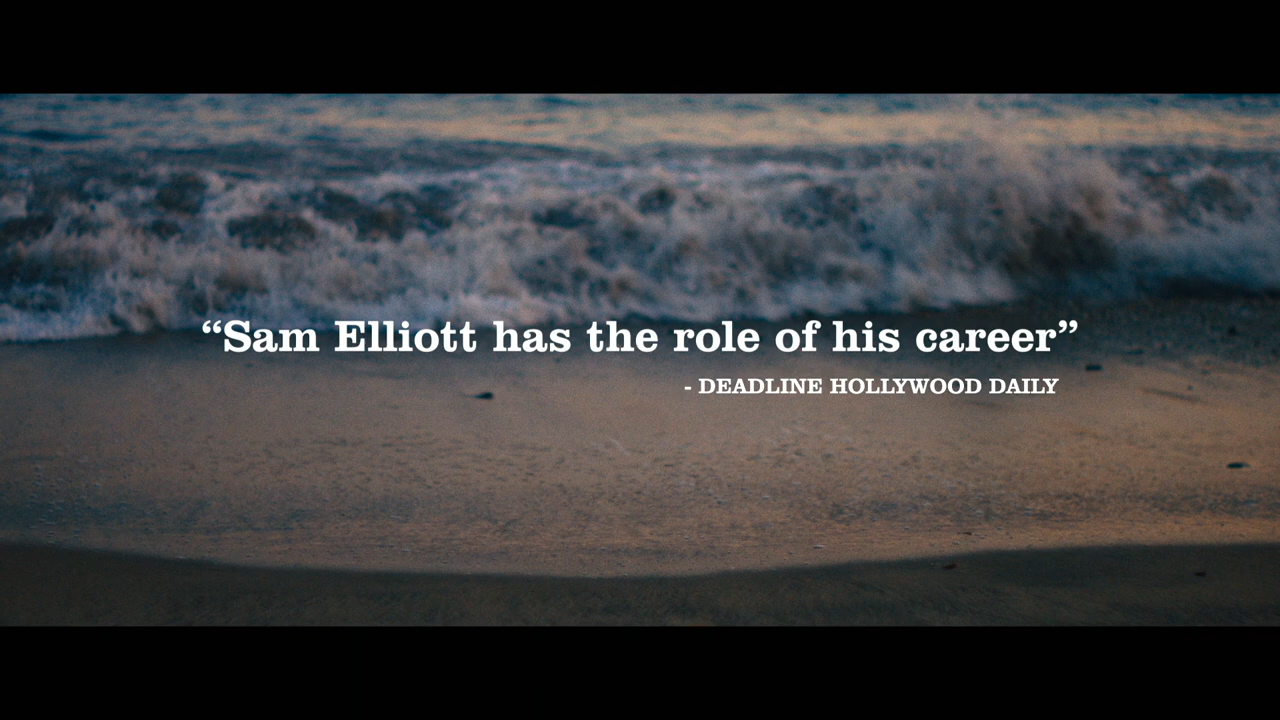 “Sam Elliott has the role of his career”
- DEADLINE HOLLYWOOD DAILY